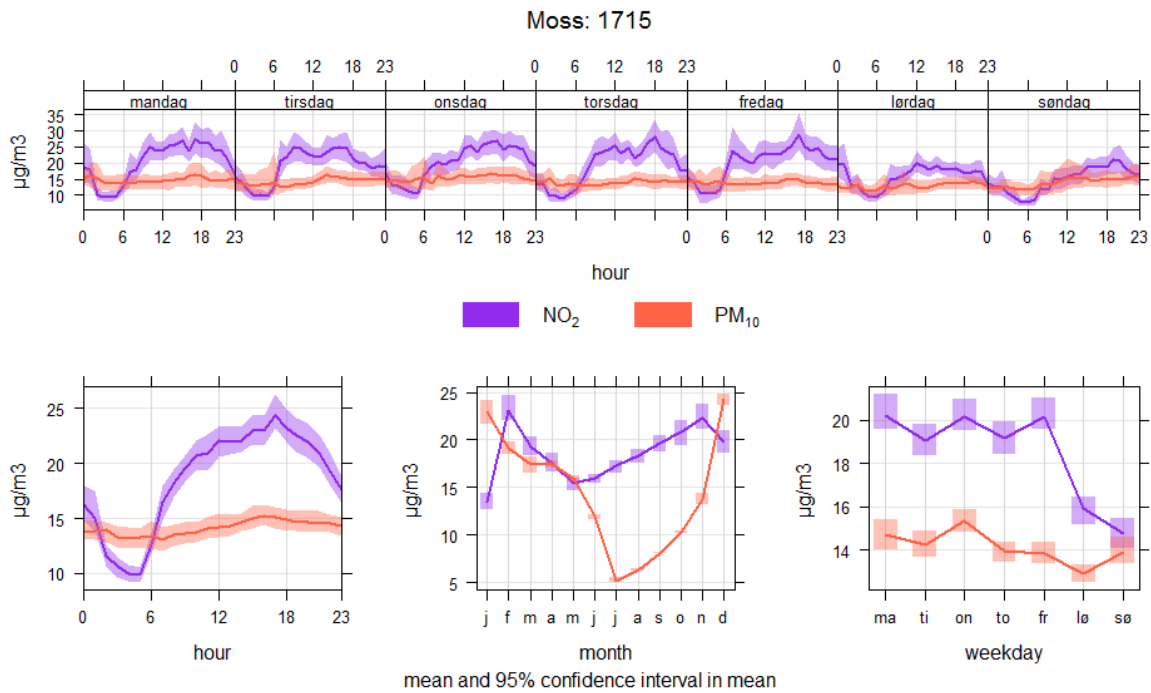 Moss: 1715
0 6 12 18 23 0 6 12 18 23 0 6 12 18 23
mandag tirsdag onsdag torsdag fredag lørdag søndag
35
30
25
20
15
10
µg/m3
0 6 12 18 23 0 6 12 18 23 0 6 12 18 23 0 6 12 18 23
hour
NO2 PM10
25
20
15
10
µg/m3
0 6 12 18 23
hour
25
20
15
10
5
µg/m3
j f m a m j j a s o n d
month
20
18
16
14
µg/m3
ma ti on to fr lø sø
weekday
mean and 95% confidence interval in mean